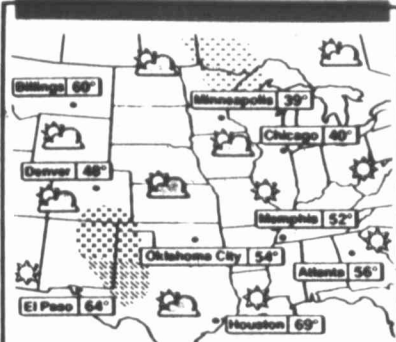 Billings 60°
Minneapolis 39°
Chicago 40°
Denver 48°
Memphis 52°
Oklahoma City 54°
Atlanta 56°
El Paso 64°
Houston 69°